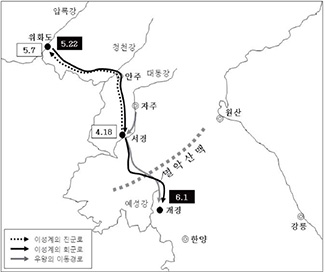 압록강
위화도
5.22
5.7
청천강
안주
대동강
자주
4.18
서경
원산
멸악산맥
6.1
예성강
개경
강릉
한양
이성계의 진군로
이성계의 회군로
우왕의 이동경로